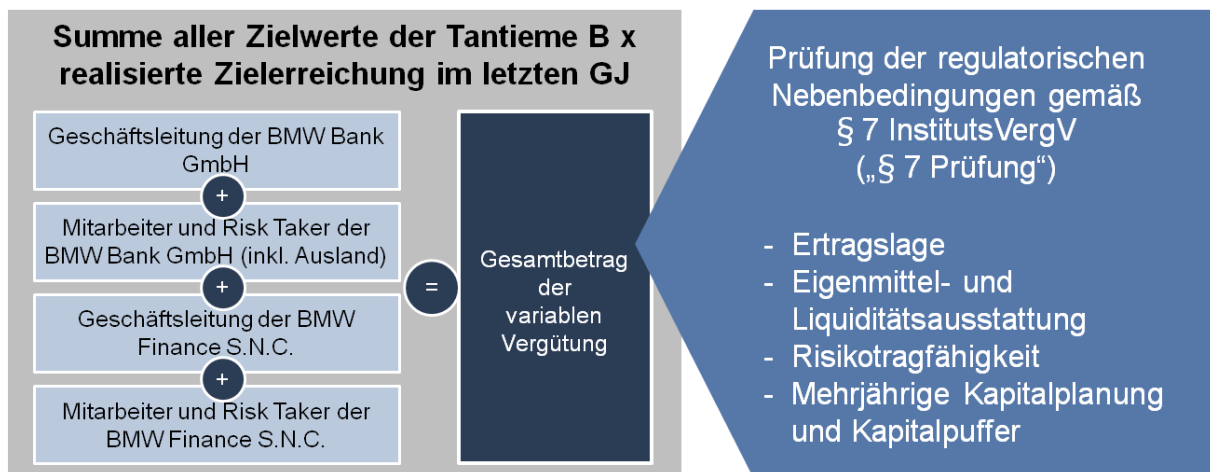 Summe aller Zielwerte der Tantieme B x
realisierte Zielerreichung im letzten GJ
Geschäftsleitung der BMW Bank
GmbH
+
Mitarbeiter und Risk Taker der
BMW Bank GmbH (inkl. Ausland)
+
Geschäftsleitung der BMW
Finance S.N.C.
+
Mitarbeiter und Risk Taker der
BMW Finance S.N.C.
=
Gesamtbetrag
der
variablen
Vergütung
Prüfung der regulatorischen
Nebenbedingungen gemäß
§ 7 InstitutsVergV
(„§ 7 Prüfung“)
- Ertragslage
- Eigenmittel- und
Liquiditätsausstattung
- Risikotragfähigkeit
- Mehrjährige Kapitalplanung
und Kapitalpuffer